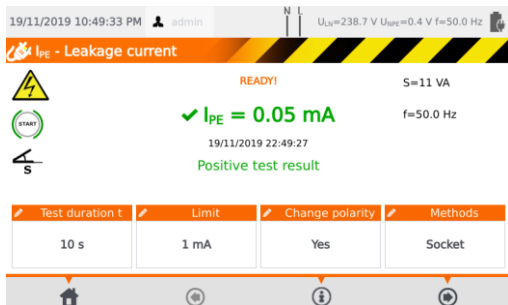 19/11/2019 10:49:33 PM admin N L U_LN=238.7 V U_NPE=0.4 V f=50.0 Hz
I_PE - Leakage current
READY! S=11 VA
✔ I_PE = 0.05 mA f=50.0 Hz
START
19/11/2019 22:49:27
S
Positive test result
Test duration t Limit Change polarity Methods
10 s 1 mA Yes Socket